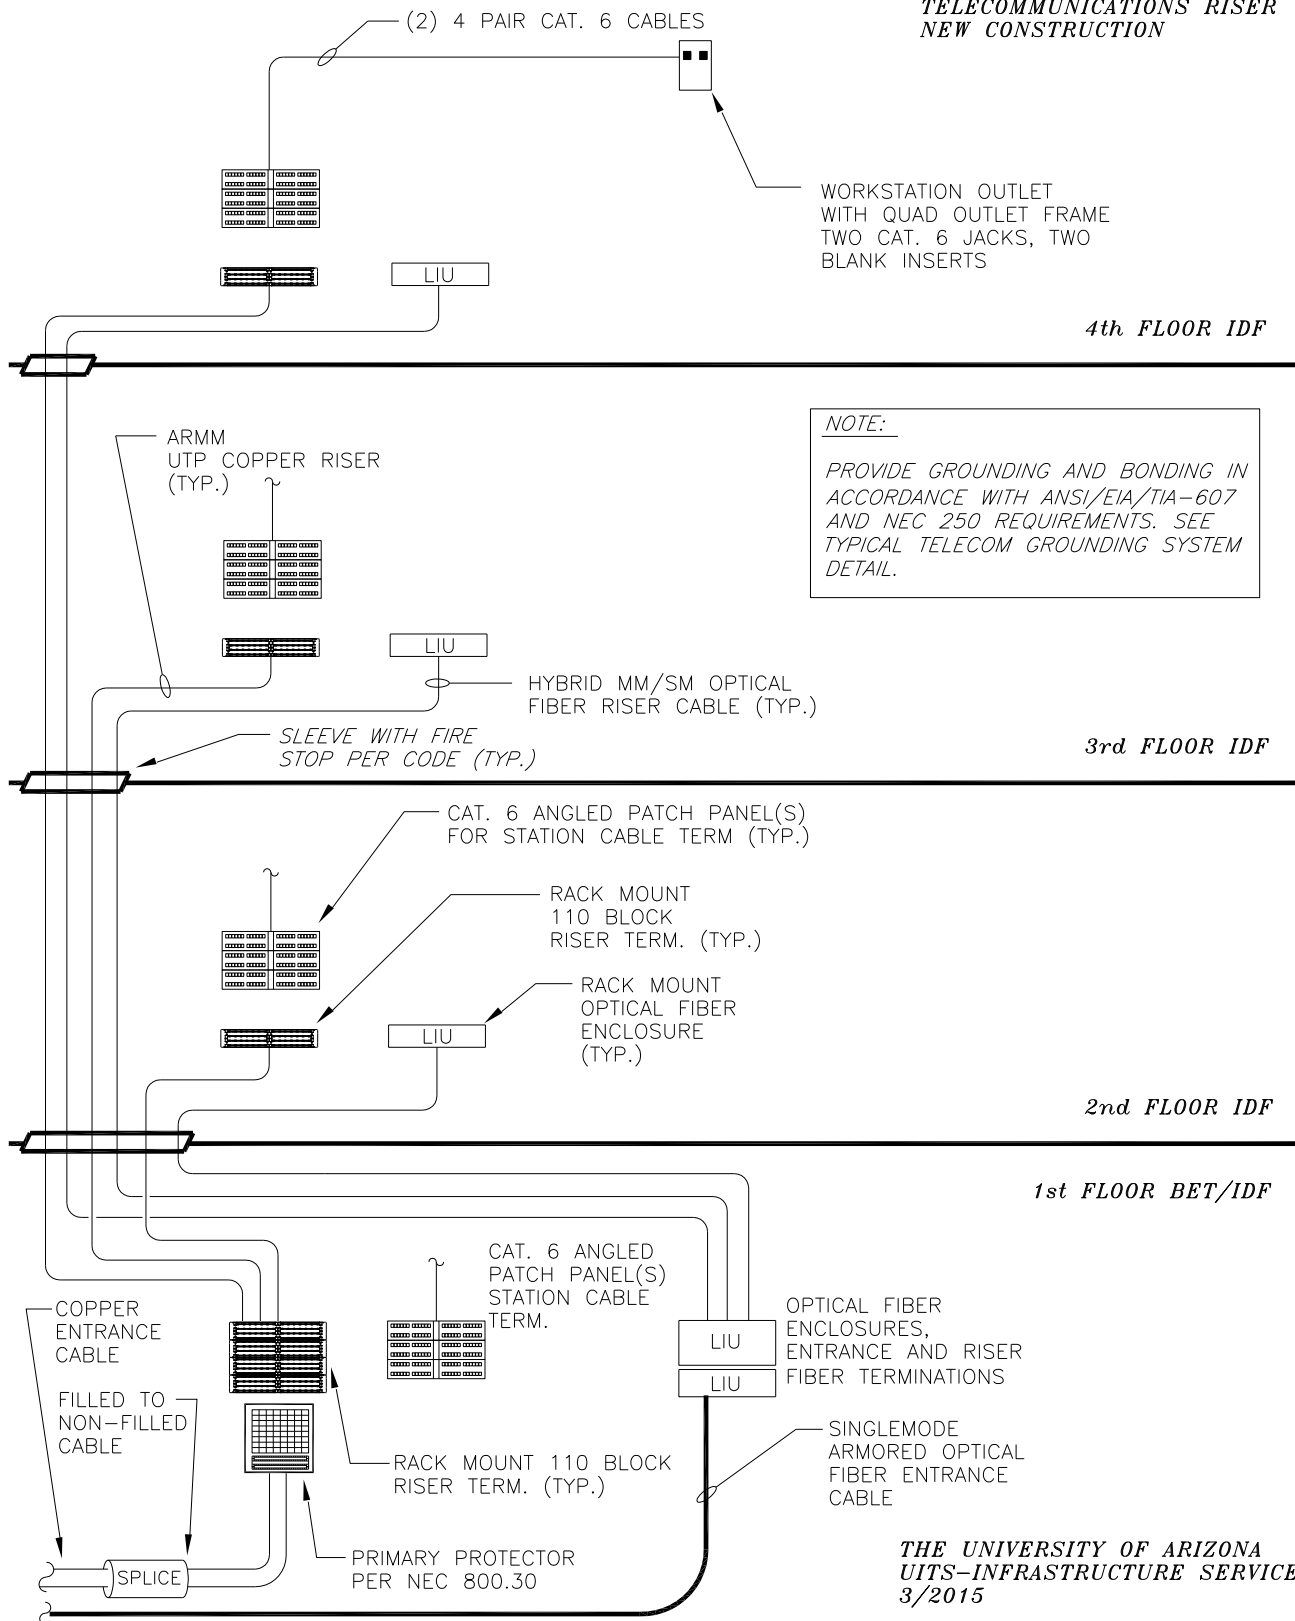 TELECOMMUNICATIONS RISER
NEW CONSTRUCTION
(2) 4 PAIR CAT. 6 CABLES
WORKSTATION OUTLET
WITH QUAD OUTLET FRAME
TWO CAT. 6 JACKS, TWO
BLANK INSERTS
LIU
4th FLOOR IDF
NOTE:
PROVIDE GROUNDING AND BONDING IN
ACCORDANCE WITH ANSI/EIA/TIA-607
AND NEC 250 REQUIREMENTS. SEE
TYPICAL TELECOM GROUNDING SYSTEM
DETAIL.
ARMM
UTP COPPER RISER
(TYP.)
LIU
HYBRID MM/SM OPTICAL
FIBER RISER CABLE (TYP.)
SLEEVE WITH FIRE
STOP PER CODE (TYP.)
3rd FLOOR IDF
CAT. 6 ANGLED PATCH PANEL(S)
FOR STATION CABLE TERM (TYP.)
RACK MOUNT
110 BLOCK
RISER TERM. (TYP.)
RACK MOUNT
OPTICAL FIBER
ENCLOSURE
(TYP.)
LIU
2nd FLOOR IDF
1st FLOOR BET/IDF
CAT. 6 ANGLED
PATCH PANEL(S)
STATION CABLE
TERM.
COPPER
ENTRANCE
CABLE
OPTICAL FIBER
ENCLOSURES,
ENTRANCE AND RISER
FIBER TERMINATIONS
LIU
LIU
FILLED TO
NON-FILLED
CABLE
SINGLEMODE
ARMORED OPTICAL
FIBER ENTRANCE
CABLE
RACK MOUNT 110 BLOCK
RISER TERM. (TYP.)
PRIMARY PROTECTOR
PER NEC 800.30
SPLICE
THE UNIVERSITY OF ARIZONA
UITS-INFRASTRUCTURE SERVICE
3/2015